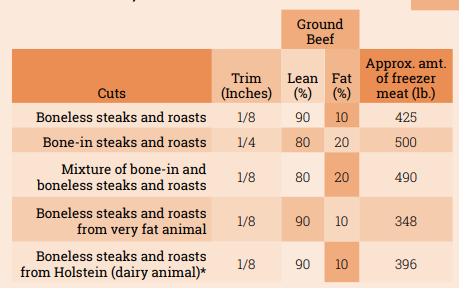 Ground
Beef
Cuts
Trim
(Inches)
Lean
(%)
Fat
(%)
Approx. amt.
of freezer
meat (lb.)
Boneless steaks and roasts 1/8 90 10 425
Bone-in steaks and roasts 1/4 80 20 500
Mixture of bone-in and
boneless steaks and roasts 1/8 80 20 490
Boneless steaks and roasts
from very fat animal 1/8 90 10 348
Boneless steaks and roasts
from Holstein (dairy animal)* 1/8 90 10 396